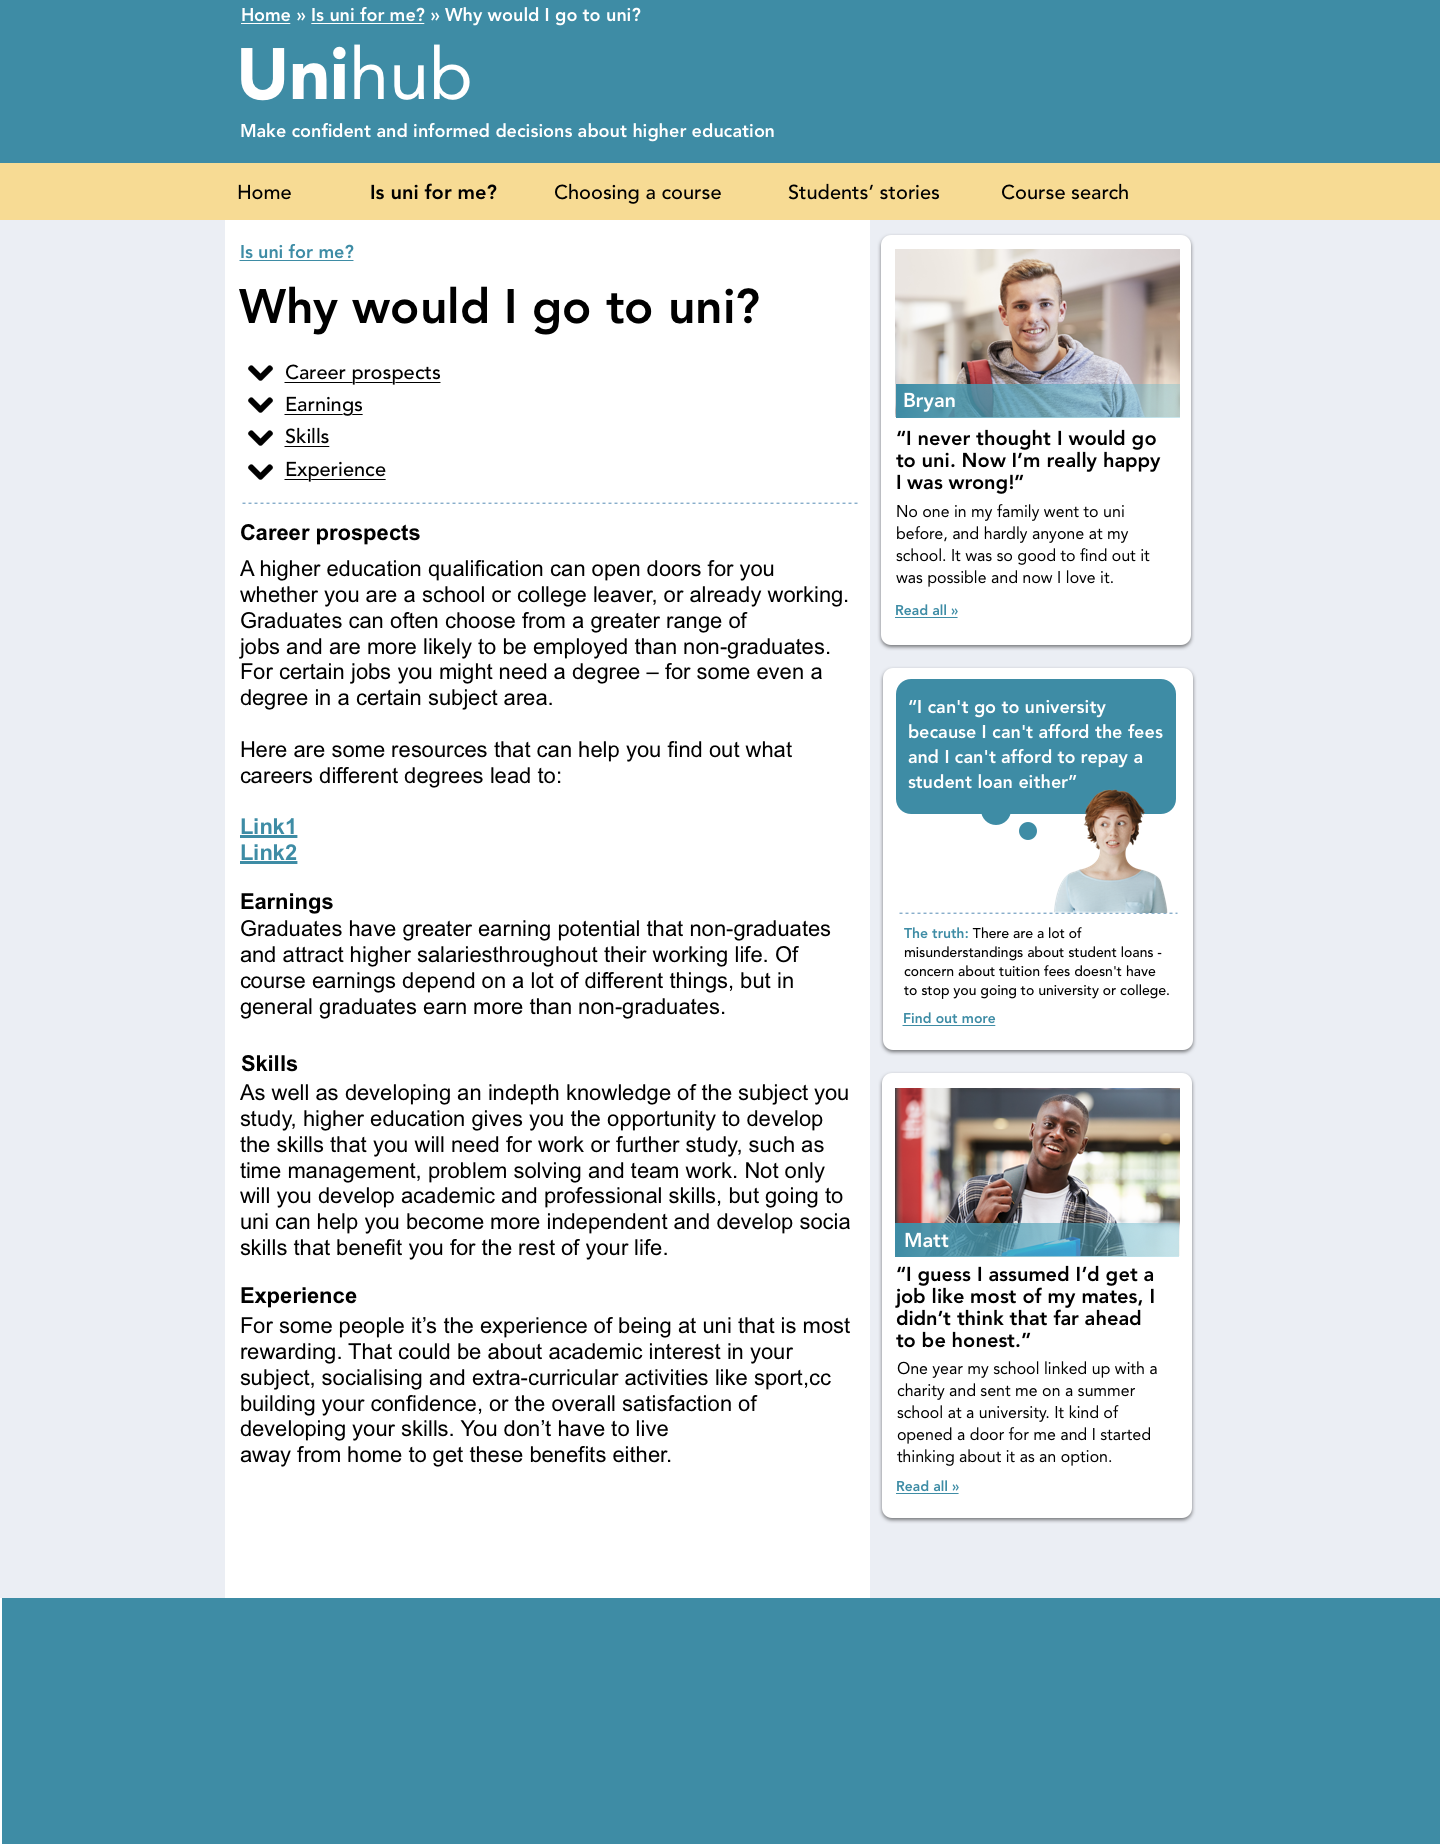 Home » Is uni for me? » Why would I go to uni?
Unihub
Make confident and informed decisions about higher education
Home
Is uni for me?
Choosing a course
Students’ stories
Course search
Is uni for me?
Why would I go to uni?
Career prospects
Earnings
Skills
Experience
Career prospects
A higher education qualification can open doors for you
whether you are a school or college leaver, or already working.
Graduates can often choose from a greater range of
jobs and are more likely to be employed than non-graduates.
For certain jobs you might need a degree – for some even a
degree in a certain subject area.
Here are some resources that can help you find out what
careers different degrees lead to:
Link1
Link2
Earnings
Graduates have greater earning potential that non-graduates
and attract higher salariesthroughout their working life. Of
course earnings depend on a lot of different things, but in
general graduates earn more than non-graduates.
Skills
As well as developing an indepth knowledge of the subject you
study, higher education gives you the opportunity to develop
the skills that you will need for work or further study, such as
time management, problem solving and team work. Not only
will you develop academic and professional skills, but going to
uni can help you become more independent and develop socia
skills that benefit you for the rest of your life.
Experience
For some people it’s the experience of being at uni that is most
rewarding. That could be about academic interest in your
subject, socialising and extra-curricular activities like sport,cc
building your confidence, or the overall satisfaction of
developing your skills. You don’t have to live
away from home to get these benefits either.
Bryan
“I never thought I would go
to uni. Now I’m really happy
I was wrong!”
No one in my family went to uni
before, and hardly anyone at my
school. It was so good to find out it
was possible and now I love it.
Read all »
“I can't go to university
because I can't afford the fees
and I can't afford to repay a
student loan either”
The truth: There are a lot of
misunderstandings about student loans -
concern about tuition fees doesn't have
to stop you going to university or college.
Find out more
Matt
“I guess I assumed I’d get a
job like most of my mates, I
didn’t think that far ahead
to be honest.”
One year my school linked up with a
charity and sent me on a summer
school at a university. It kind of
opened a door for me and I started
thinking about it as an option.
Read all »